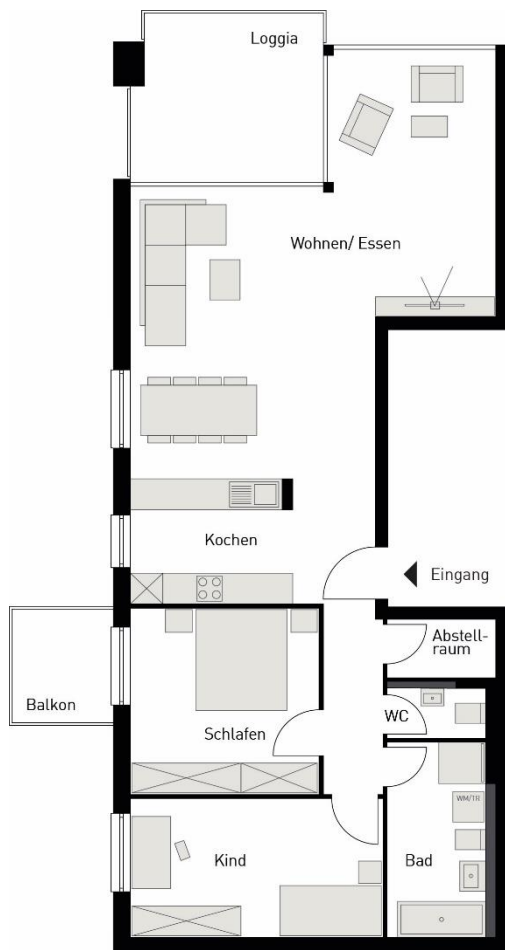 Loggia
Wohnen/ Essen
Kochen
Eingang
Abstell-
raum
Balkon
WC
Schlafen
WM/TR
Kind
Bad